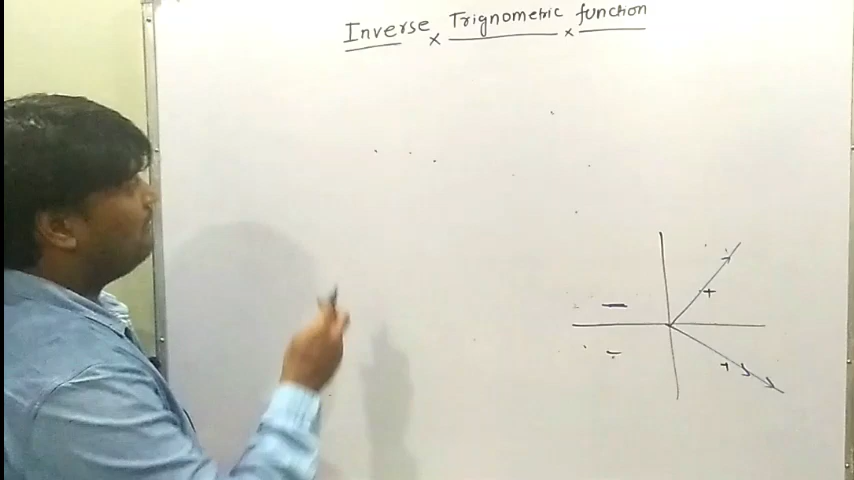 Inverse x Trignometric x function
- +
- +